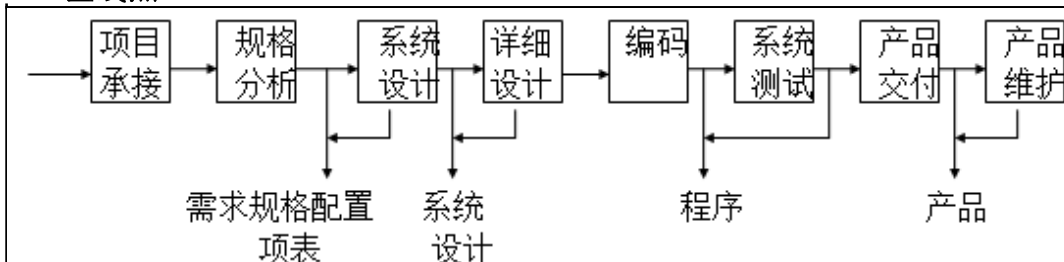 项目
承接
规格
分析
系统
设计
详细
设计
编码
系统
测试
产品
交付
产品
维护
需求规格配置
项表
系统
设计
程序
产品